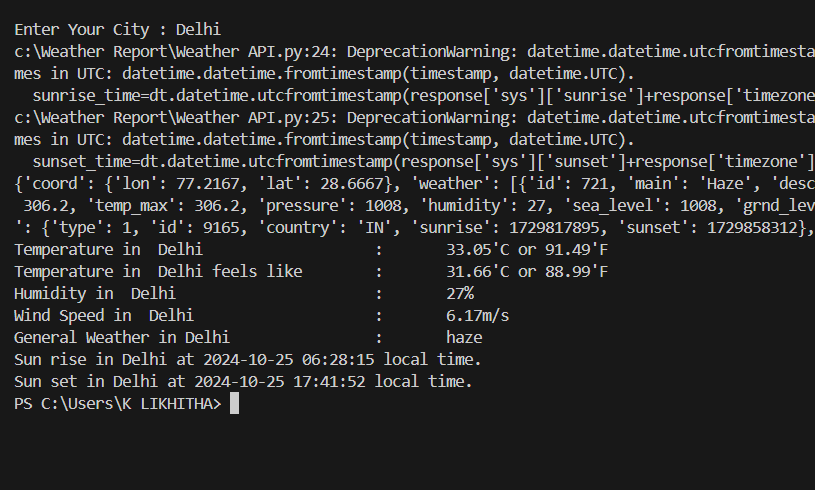 Enter Your City : Delhi
c:\Weather Report\Weather API.py:24: DeprecationWarning: datetime.datetime.utcfromtimesta
mes in UTC: datetime.datetime.fromtimestamp(timestamp, datetime.UTC).
  sunrise_time=dt.datetime.utcfromtimestamp(response['sys']['sunrise']+response['timezone
c:\Weather Report\Weather API.py:25: DeprecationWarning: datetime.datetime.utcfromtimesta
mes in UTC: datetime.datetime.fromtimestamp(timestamp, datetime.UTC).
  sunset_time=dt.datetime.utcfromtimestamp(response['sys']['sunset']+response['timezone']
{'coord': {'lon': 77.2167, 'lat': 28.6667}, 'weather': [{'id': 721, 'main': 'Haze', 'desc
 306.2, 'temp_max': 306.2, 'pressure': 1008, 'humidity': 27, 'sea_level': 1008, 'grnd_lev
': {'type': 1, 'id': 9165, 'country': 'IN', 'sunrise': 1729817895, 'sunset': 1729858312},
Temperature in  Delhi                   :       33.05'C or 91.49'F
Temperature in  Delhi feels like        :       31.66'C or 88.99'F
Humidity in  Delhi                      :       27%
Wind Speed in  Delhi                    :       6.17m/s
General Weather in Delhi                :       haze
Sun rise in Delhi at 2024-10-25 06:28:15 local time.
Sun set in Delhi at 2024-10-25 17:41:52 local time.
PS C:\Users\K LIKHITHA>